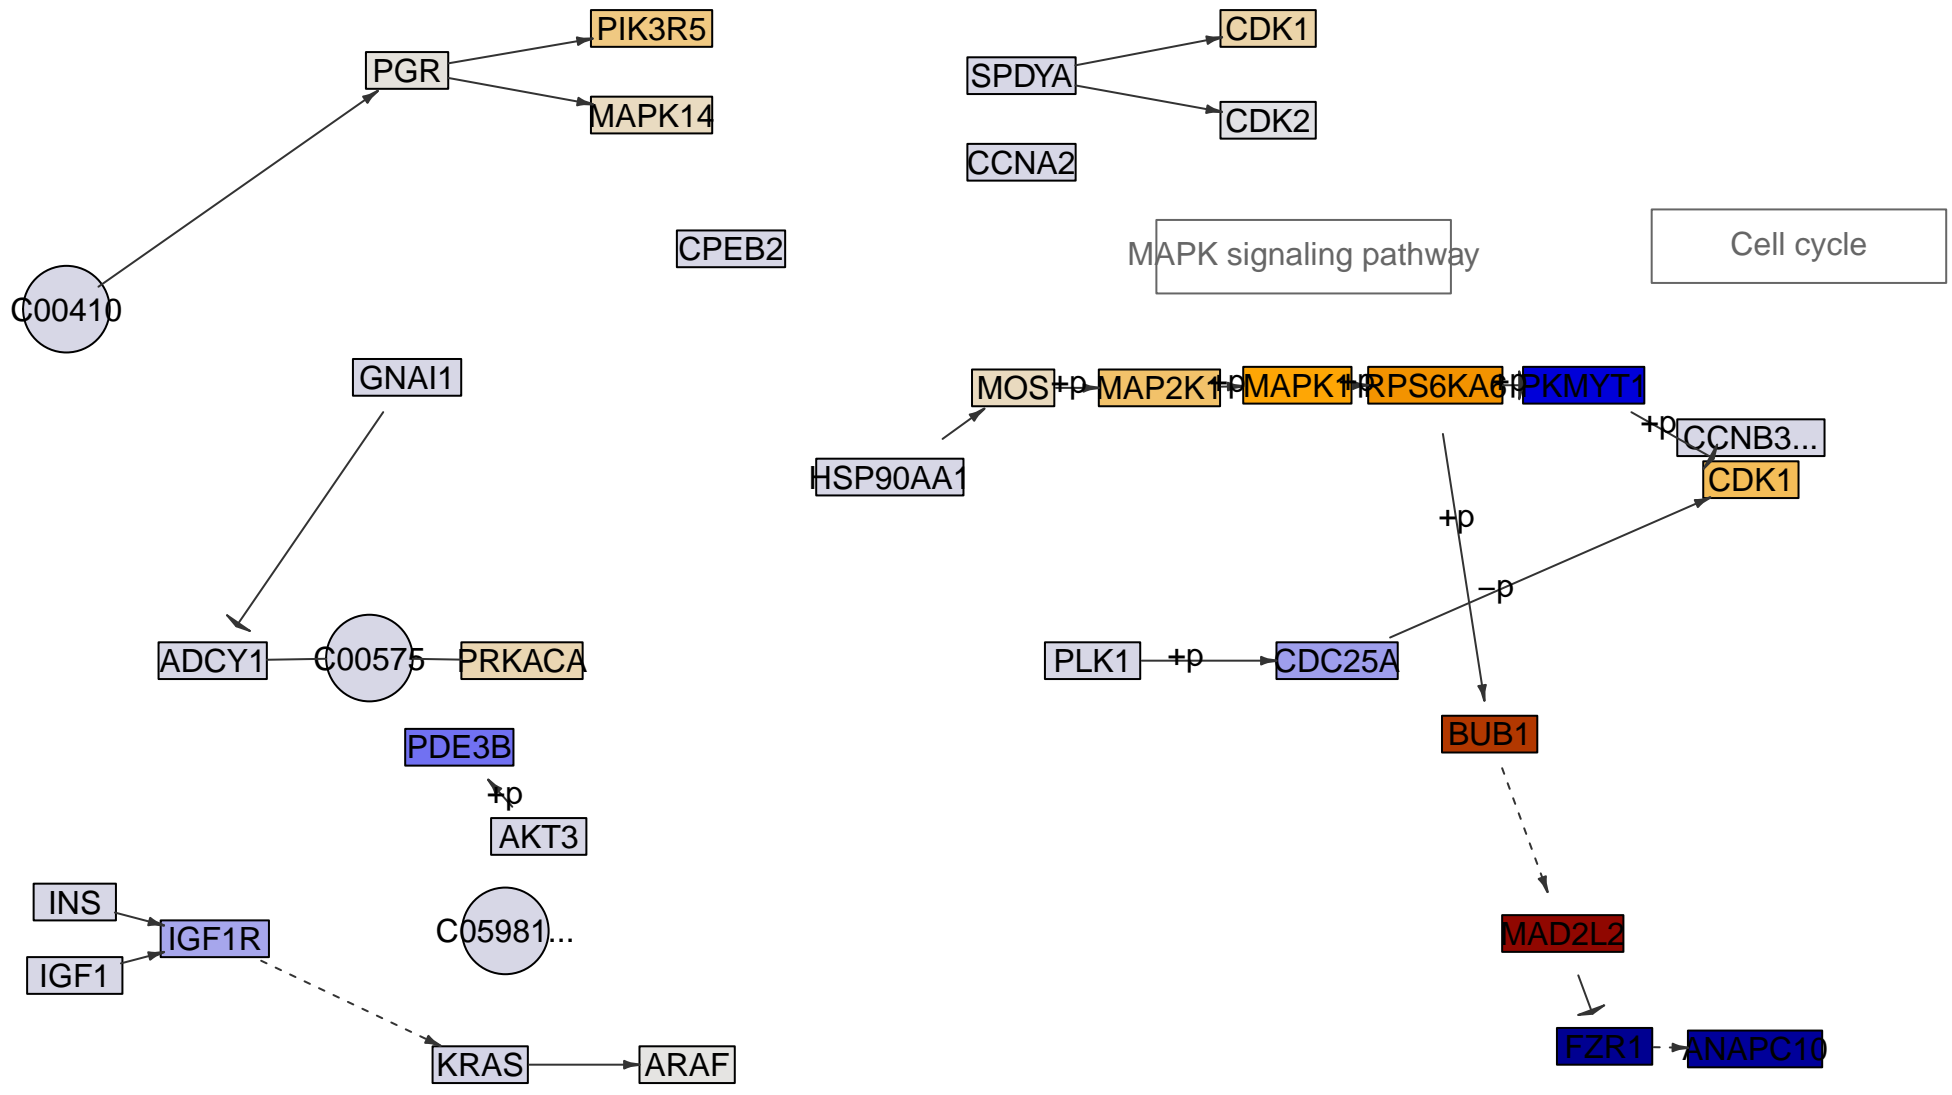 PIK3R5
CDK1
PGR
SPDYA
MAPK14
CDK2
CCNA2
CPEB2
MAPK signaling pathway
Cell cycle
C00410
GNAI1
MOS
+p
MAP2K1
+p
MAPK1
+p
RPS6KA6
+p
PKMYT1
+p
CCNB3...
HSP90AA1
CDK1
+p
−p
ADCY1
C00575
PRKACA
PLK1
+p
CDC25A
PDE3B
BUB1
+p
AKT3
INS
IGF1R
C05981...
MAD2L2
IGF1
KRAS
ARAF
FZR1
ANAPC10